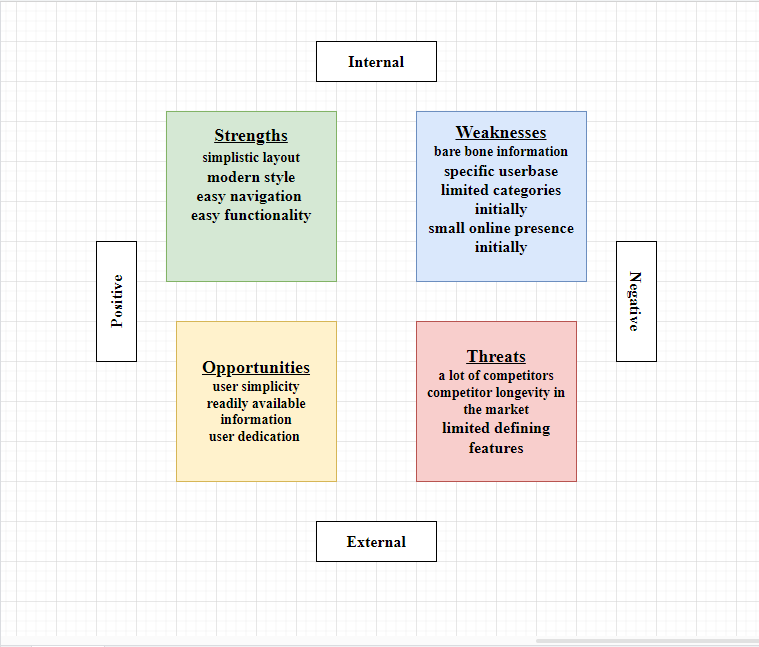 Internal
Strengths
simplistic layout
modern style
easy navigation
easy functionality
Weaknesses
bare bone information
specific userbase
limited categories
initially
small online presence
initially
Positive
Negative
Opportunities
user simplicity
readily available
information
user dedication
Threats
a lot of competitors
competitor longevity in
the market
limited defining
features
External